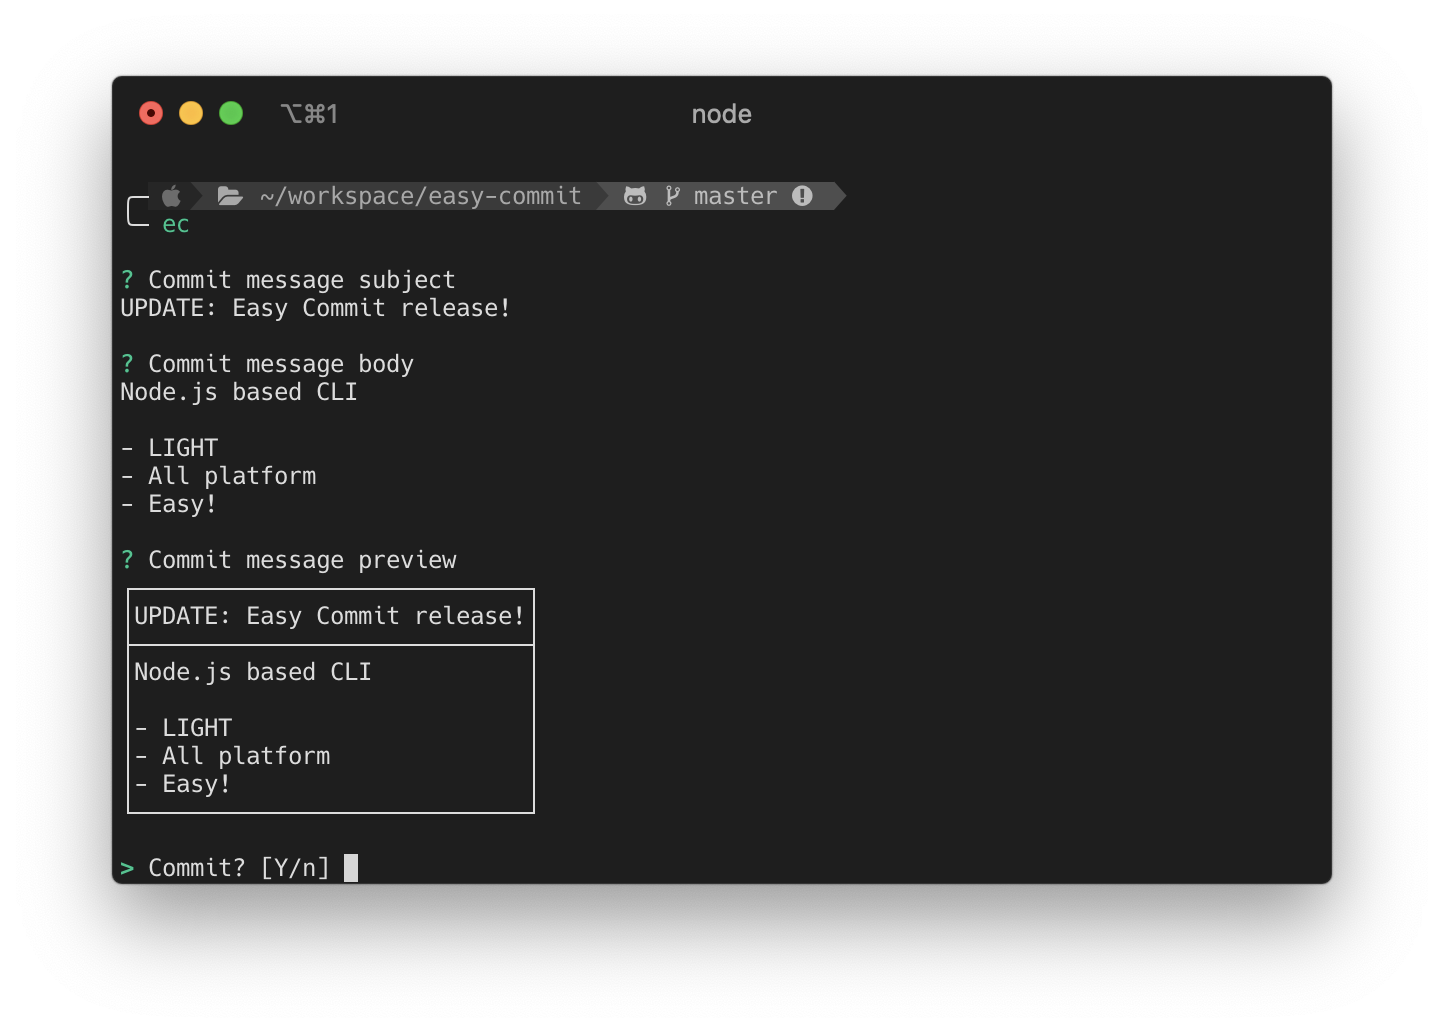 ⌥⌘1 node
~/workspace/easy-commit master
ec
? Commit message subject
UPDATE: Easy Commit release!
? Commit message body
Node.js based CLI
- LIGHT
- All platform
- Easy!
? Commit message preview
UPDATE: Easy Commit release!
Node.js based CLI
- LIGHT
- All platform
- Easy!
> Commit? [Y/n]